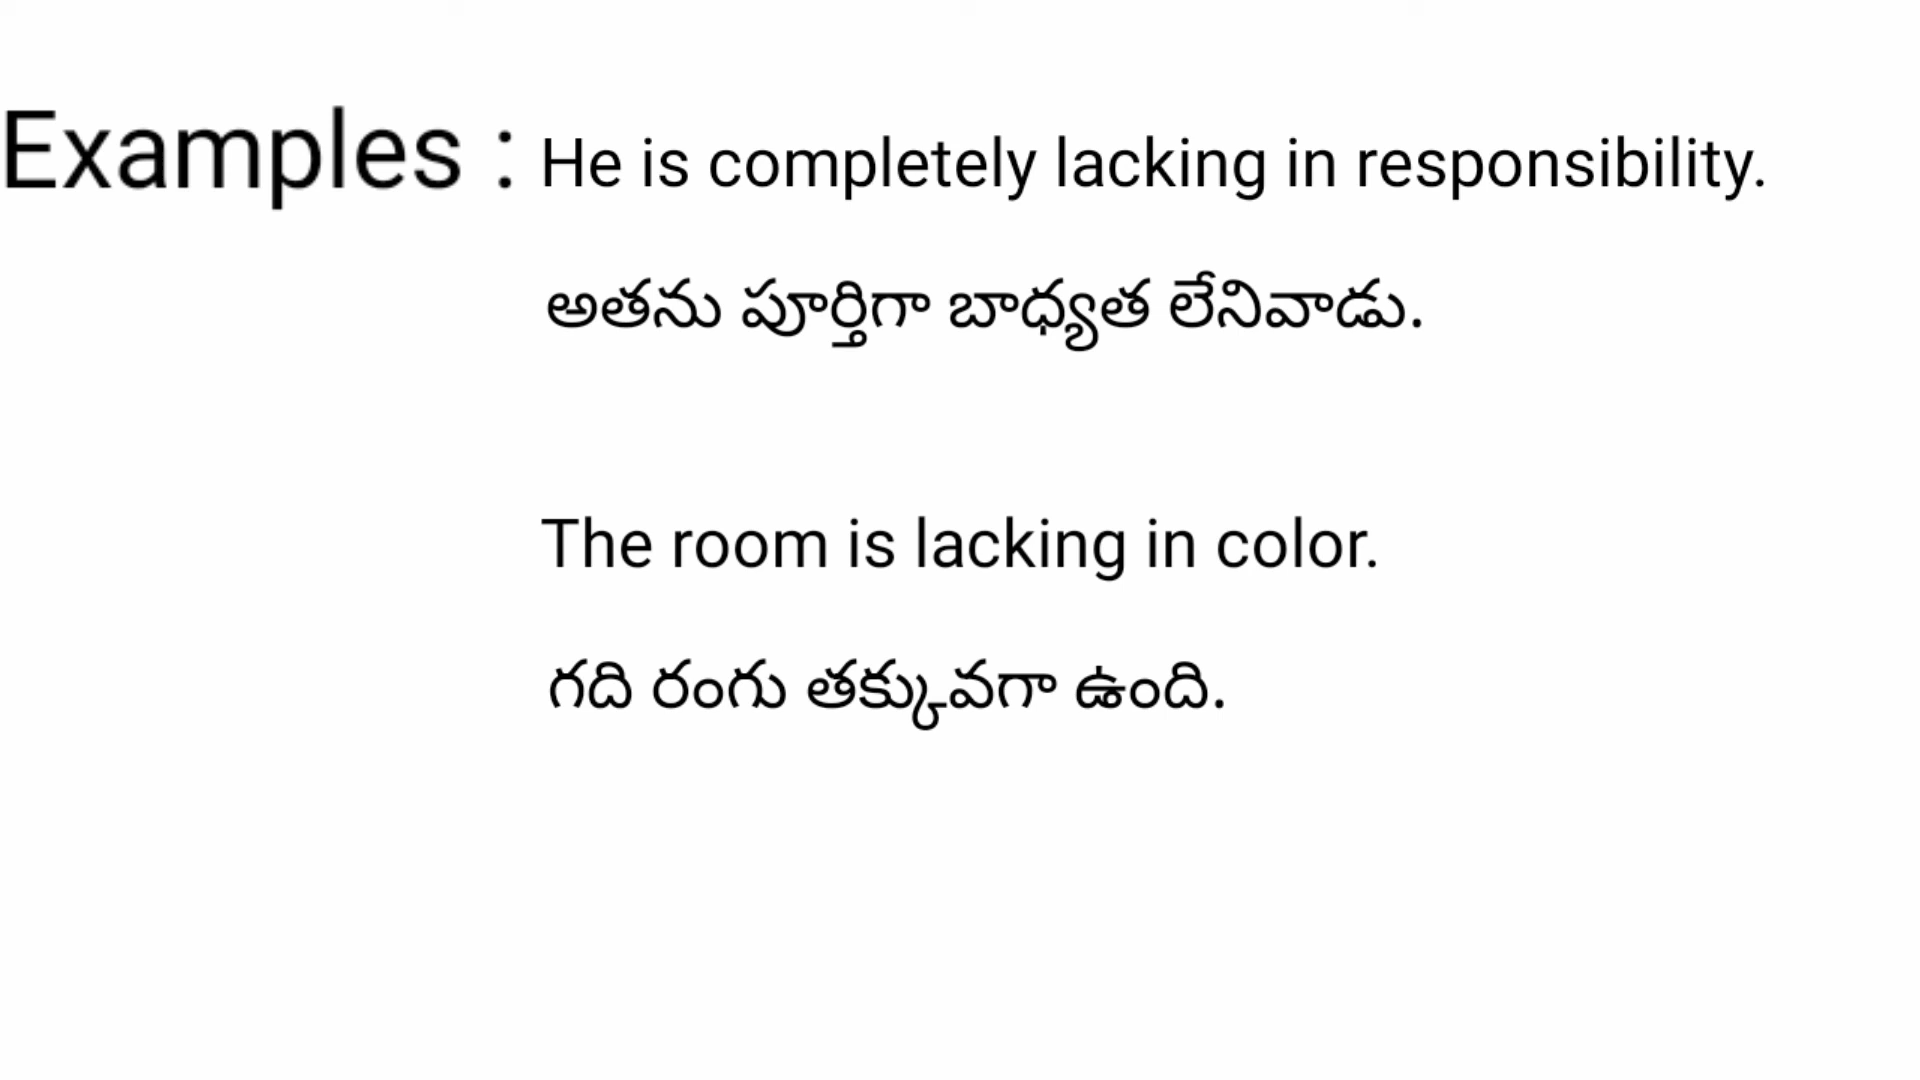 Examples : He is completely lacking in responsibility.
అతను పూర్తిగా బాధ్యత లేనివాడు.
The room is lacking in color.
గది రంగు తక్కువగా ఉంది.